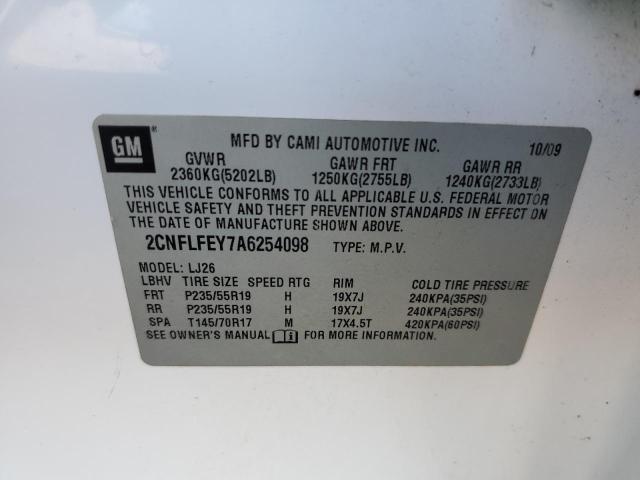 GM ®
MFD BY CAMI AUTOMOTIVE INC. 10/09
GVWR GAWR FRT GAWR RR
2360KG(5202LB) 1250KG(2755LB) 1240KG(2733LB)
THIS VEHICLE CONFORMS TO ALL APPLICABLE U.S. FEDERAL MOTOR
VEHICLE SAFETY AND THEFT PREVENTION STANDARDS IN EFFECT ON
THE DATE OF MANUFACTURE SHOWN ABOVE.
2CNFLFEY7A6254098 TYPE: M.P.V.
MODEL: LJ26
LBHV TIRE SIZE SPEED RTG RIM COLD TIRE PRESSURE
FRT P235/55R19 H 19X7J 240KPA(35PSI)
RR P235/55R19 H 19X7J 240KPA(35PSI)
SPA T145/70R17 M 17X4.5T 420KPA(60PSI)
SEE OWNER'S MANUAL FOR MORE INFORMATION.